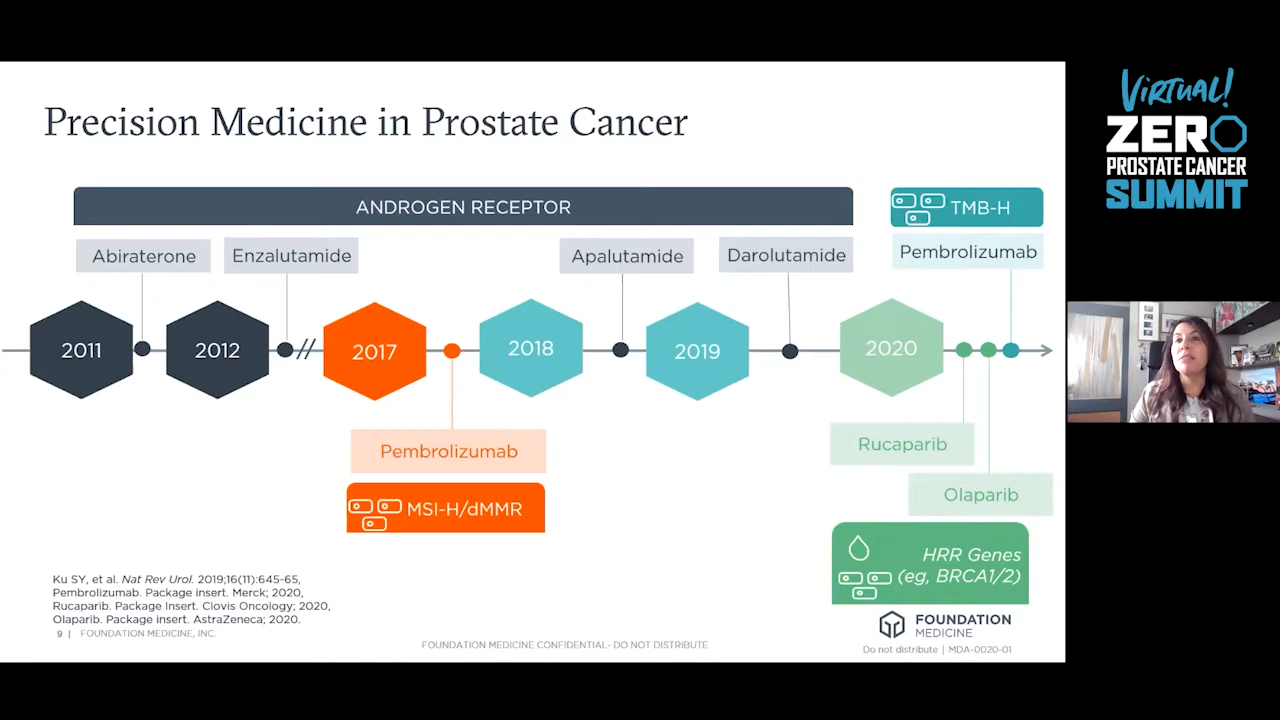 Precision Medicine in Prostate Cancer
ANDROGEN RECEPTOR
TMB-H
Abiraterone
Enzalutamide
Apalutamide
Darolutamide
Pembrolizumab
2011
2012
2017
2018
2019
2020
Pembrolizumab
MSI-H/dMMR
Rucaparib
Olaparib
HRR Genes
(eg, BRCA1/2)
Ku SY, et al. Nat Rev Urol. 2019;16(11):645-65,
Pembrolizumab. Package insert. Merck; 2020,
Rucaparib. Package Insert. Clovis Oncology; 2020,
Olaparib. Package insert. AstraZeneca; 2020.
9 | FOUNDATION MEDICINE, INC.
FOUNDATION MEDICINE CONFIDENTIAL- DO NOT DISTRIBUTE
FOUNDATION
MEDICINE
Do not distribute | MDA-0020-01
VIRTUAL!
ZERO
PROSTATE CANCER
SUMMIT